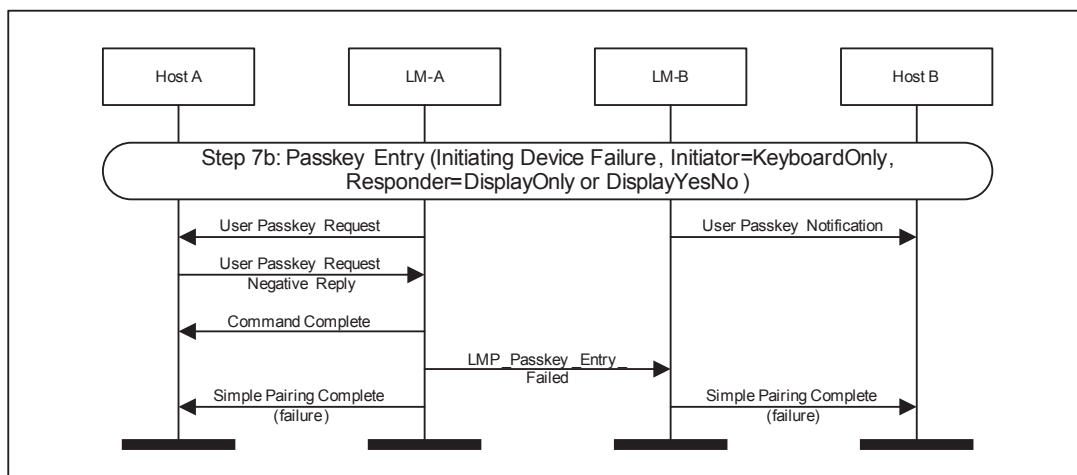 Host A
LM-A
LM-B
Host B
Step 7b: Passkey Entry (Initiating Device Failure, Initiator=KeyboardOnly,
Responder=DisplayOnly or DisplayYesNo)
User Passkey Request
User Passkey Notification
User Passkey Request
Negative Reply
Command Complete
LMP_Passkey_Entry_
Failed
Simple Pairing Complete
(failure)
Simple Pairing Complete
(failure)